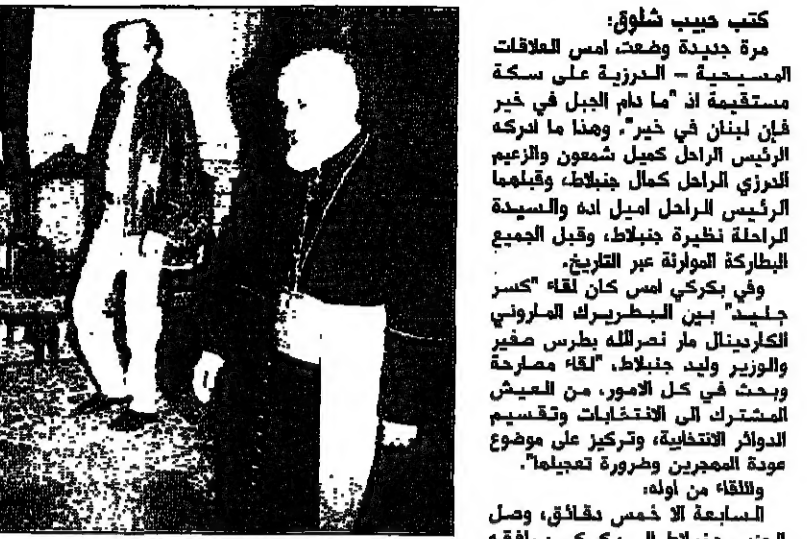 كتب حبيب شلوق:
مرة جديدة وضعت امس العلاقات
المسيحية – الدرزية على سكة
مستقيمة اذ "ما دام الجبل في خير
فإن لبنان في خير". وهذا ما ادركه
الرئيس الراحل كميل شمعون والزعيم
الدرزي الراحل كمال جنبلاط، وقبلهما
الرئيس الراحل اميل اده والسيدة
الراحلة نظيرة جنبلاط، وقبل الجميع
البطاركة الموارنة عبر التاريخ.
وفي بكركي امس كان لقاء "كسر
جليد" بين البطريرك الماروني
الكاردينال مار نصرالله بطرس صفير
والوزير وليد جنبلاط، "لقاء مصارحة
وبحث في كل الامور، من العيش
المشترك الى الانتخابات وتقسيم
الدوائر الانتخابية، وتركيز على موضوع
عودة المهجرين وضرورة تعجيلها".
واللقاء من اوله:
السابعة الا خمس دقائق، وصل
جنبلاط الى